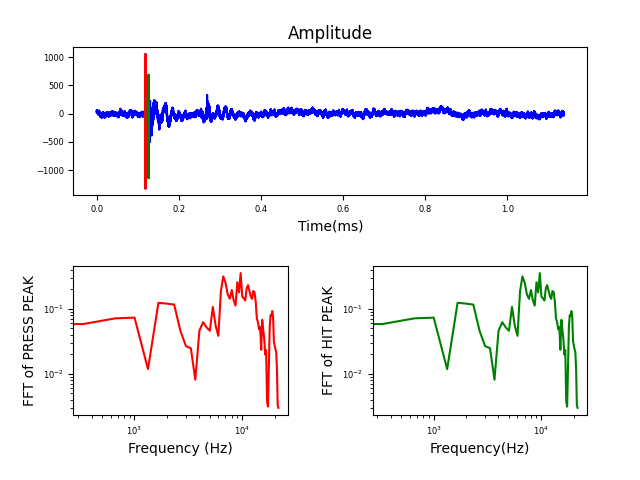 Amplitude
1000
500
0
−500
−1000
0.0 0.2 0.4 0.6 0.8 1.0
Time(ms)
FFT of PRESS PEAK
10⁻¹
10⁻²
10³ 10⁴
Frequency (Hz)
FFT of HIT PEAK
10⁻¹
10⁻²
10³ 10⁴
Frequency(Hz)